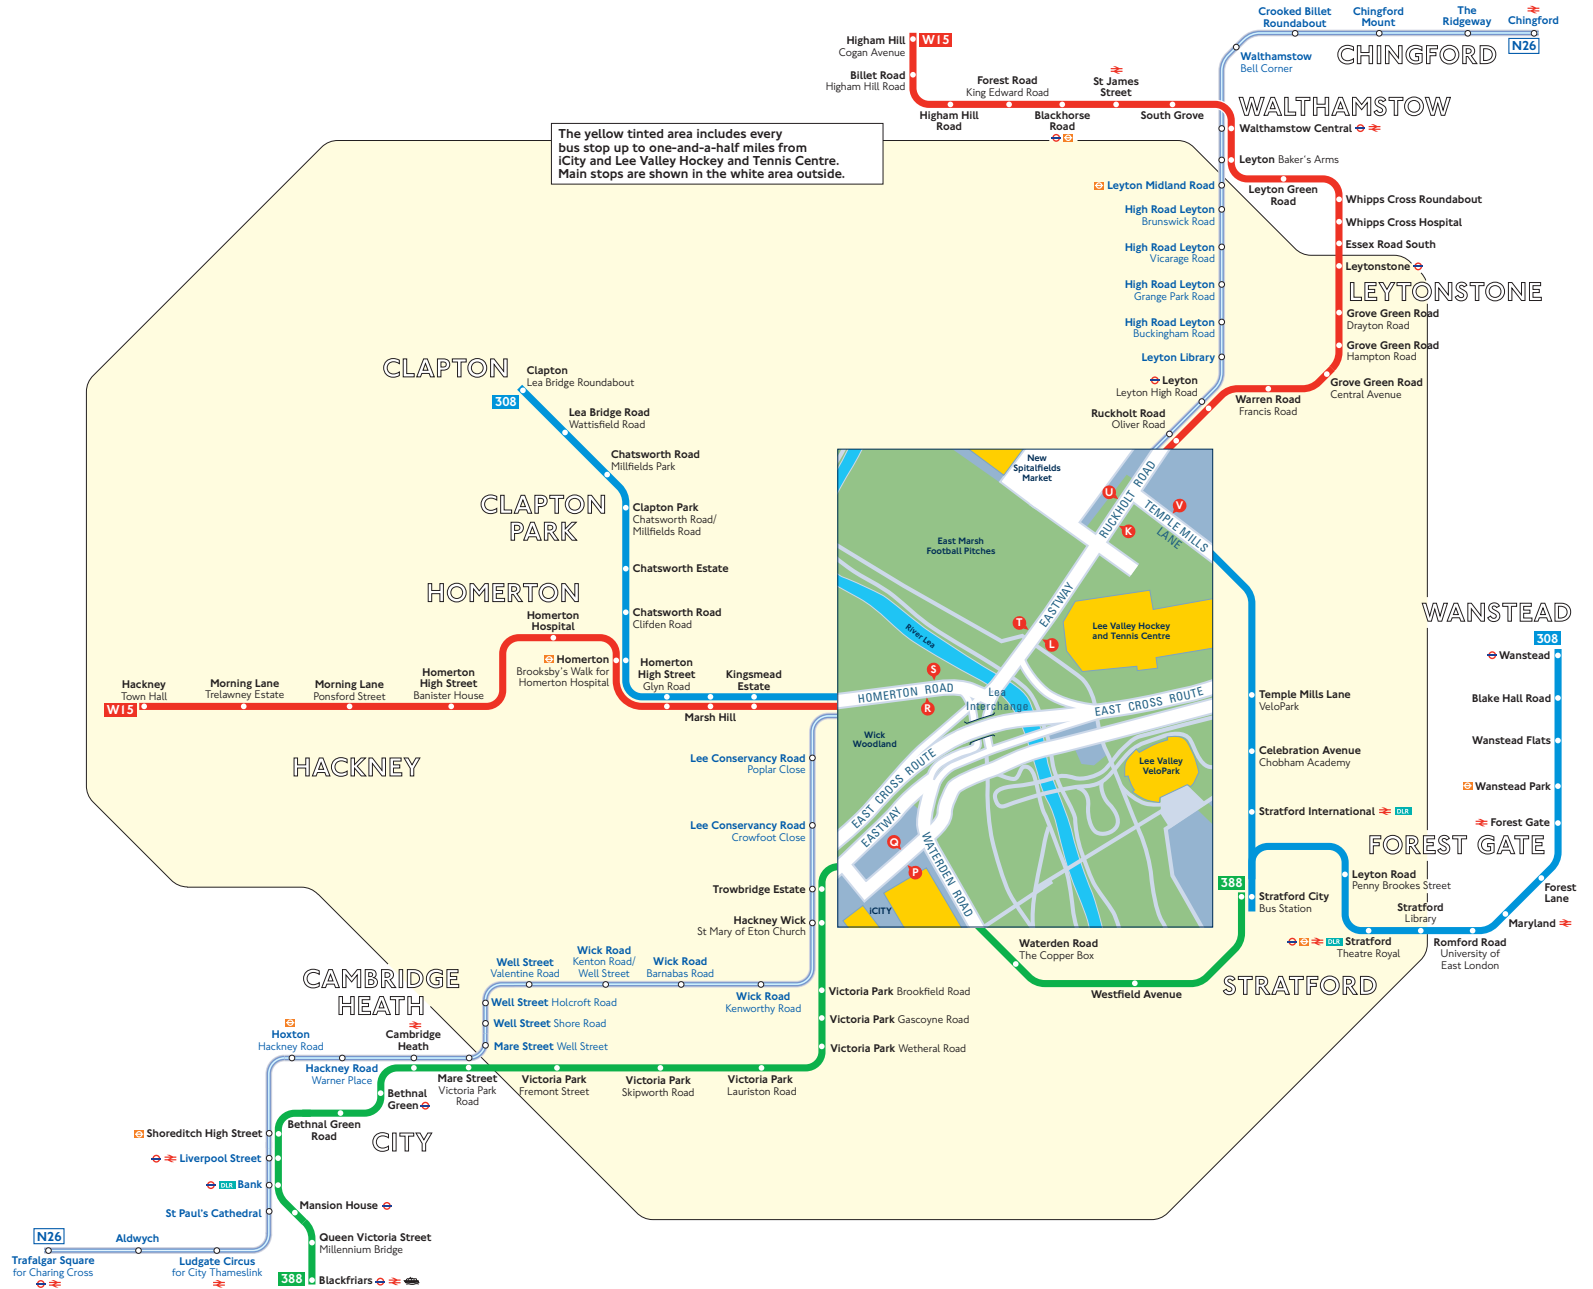 Crooked Billet
Roundabout
Chingford
Mount
The
Ridgeway
Chingford
N26
CHINGFORD
Walthamstow
Bell Corner
Higham Hill
Cogan Avenue
W15
Billet Road
Higham Hill Road
Forest Road
King Edward Road
St James
Street
Higham Hill
Road
Blackhorse
Road
South Grove
WALTHAMSTOW
Walthamstow Central
Leyton Baker's Arms
The yellow tinted area includes every
bus stop up to one-and-a-half miles from
iCity and Lee Valley Hockey and Tennis Centre.
Main stops are shown in the white area outside.
Leyton Midland Road
Leyton Green
Road
Whipps Cross Roundabout
High Road Leyton
Brunswick Road
Whipps Cross Hospital
High Road Leyton
Vicarage Road
Essex Road South
Leytonstone
LEYTONSTONE
High Road Leyton
Grange Park Road
Grove Green Road
Drayton Road
High Road Leyton
Buckingham Road
Grove Green Road
Hampton Road
Leyton Library
Leyton
Leyton High Road
Grove Green Road
Central Avenue
Warren Road
Francis Road
Ruckholt Road
Oliver Road
CLAPTON
Clapton
Lea Bridge Roundabout
308
Lea Bridge Road
Wattisfield Road
Chatsworth Road
Millfields Park
CLAPTON
PARK
Clapton Park
Chatsworth Road/
Millfields Road
Chatsworth Estate
HOMERTON
Chatsworth Road
Clifden Road
Homerton
Hospital
Homerton
Brooksby's Walk for
Homerton Hospital
Homerton
High Street
Glyn Road
Kingsmead
Estate
Hackney
Town Hall
Morning Lane
Trelawney Estate
Morning Lane
Ponsford Street
Homerton
High Street
Banister House
W15
Marsh Hill
HACKNEY
New
Spitalfields
Market
RUCKHOLT ROAD
U
K
V
TEMPLE MILLS
LANE
East Marsh
Football Pitches
EASTWAY
River Lea
T
L
Lee Valley Hockey
and Tennis Centre
S
R
HOMERTON ROAD
Lea
Interchange
EAST CROSS ROUTE
Wick
Woodland
Lee Valley
VeloPark
EAST CROSS ROUTE
EASTWAY
Q
P
WATERDEN ROAD
iCITY
WANSTEAD
308
Wanstead
Blake Hall Road
Wanstead Flats
Wanstead Park
Forest Gate
FOREST GATE
Forest
Lane
Maryland
Temple Mills Lane
VeloPark
Celebration Avenue
Chobham Academy
Stratford International
DLR
388
Stratford City
Bus Station
Leyton Road
Penny Brookes Street
Stratford
Library
DLR
Stratford
Theatre Royal
Romford Road
University of
East London
STRATFORD
Waterden Road
The Copper Box
Westfield Avenue
Lee Conservancy Road
Poplar Close
Lee Conservancy Road
Crowfoot Close
Trowbridge Estate
Hackney Wick
St Mary of Eton Church
Well Street
Valentine Road
Wick Road
Kenton Road/
Well Street
Wick Road
Barnabas Road
Wick Road
Kenworthy Road
Well Street Holcroft Road
Well Street Shore Road
Mare Street Well Street
Victoria Park Brookfield Road
Victoria Park Gascoyne Road
Victoria Park Wetheral Road
CAMBRIDGE
HEATH
Hoxton
Hackney Road
Cambridge
Heath
Hackney Road
Warner Place
Mare Street
Victoria Park
Road
Victoria Park
Fremont Street
Victoria Park
Skipworth Road
Victoria Park
Lauriston Road
Bethnal
Green
Bethnal Green
Road
CITY
Shoreditch High Street
Liverpool Street
DLR
Bank
St Paul's Cathedral
Mansion House
N26
Trafalgar Square
for Charing Cross
Aldwych
Ludgate Circus
for City Thameslink
Queen Victoria Street
Millennium Bridge
388
Blackfriars